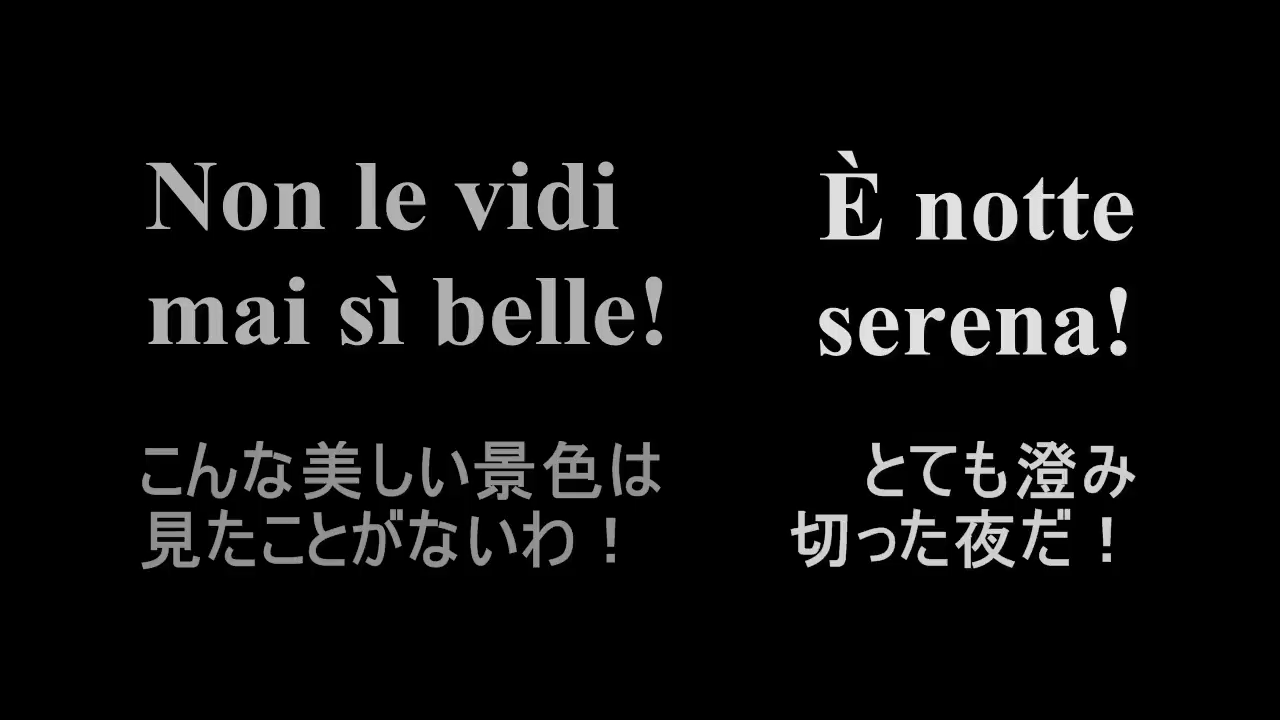 Non le vidi
mai sì belle!
こんな美しい景色は
見たことがないわ！
È notte
serena!
とても澄み
切った夜だ！